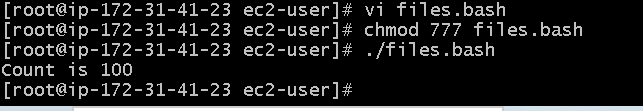 [root@ip-172-31-41-23 ec2-user]# vi files.bash
[root@ip-172-31-41-23 ec2-user]# chmod 777 files.bash
[root@ip-172-31-41-23 ec2-user]# ./files.bash
Count is 100
[root@ip-172-31-41-23 ec2-user]#